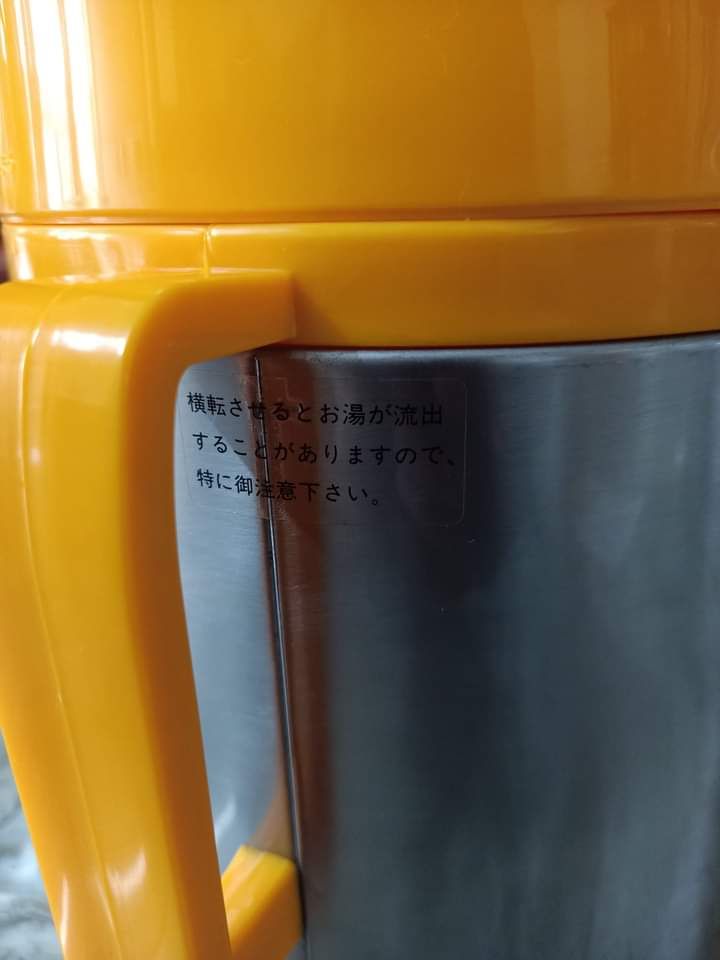 横転させるとお湯が流出
することがありますので、
特に御注意下さい。